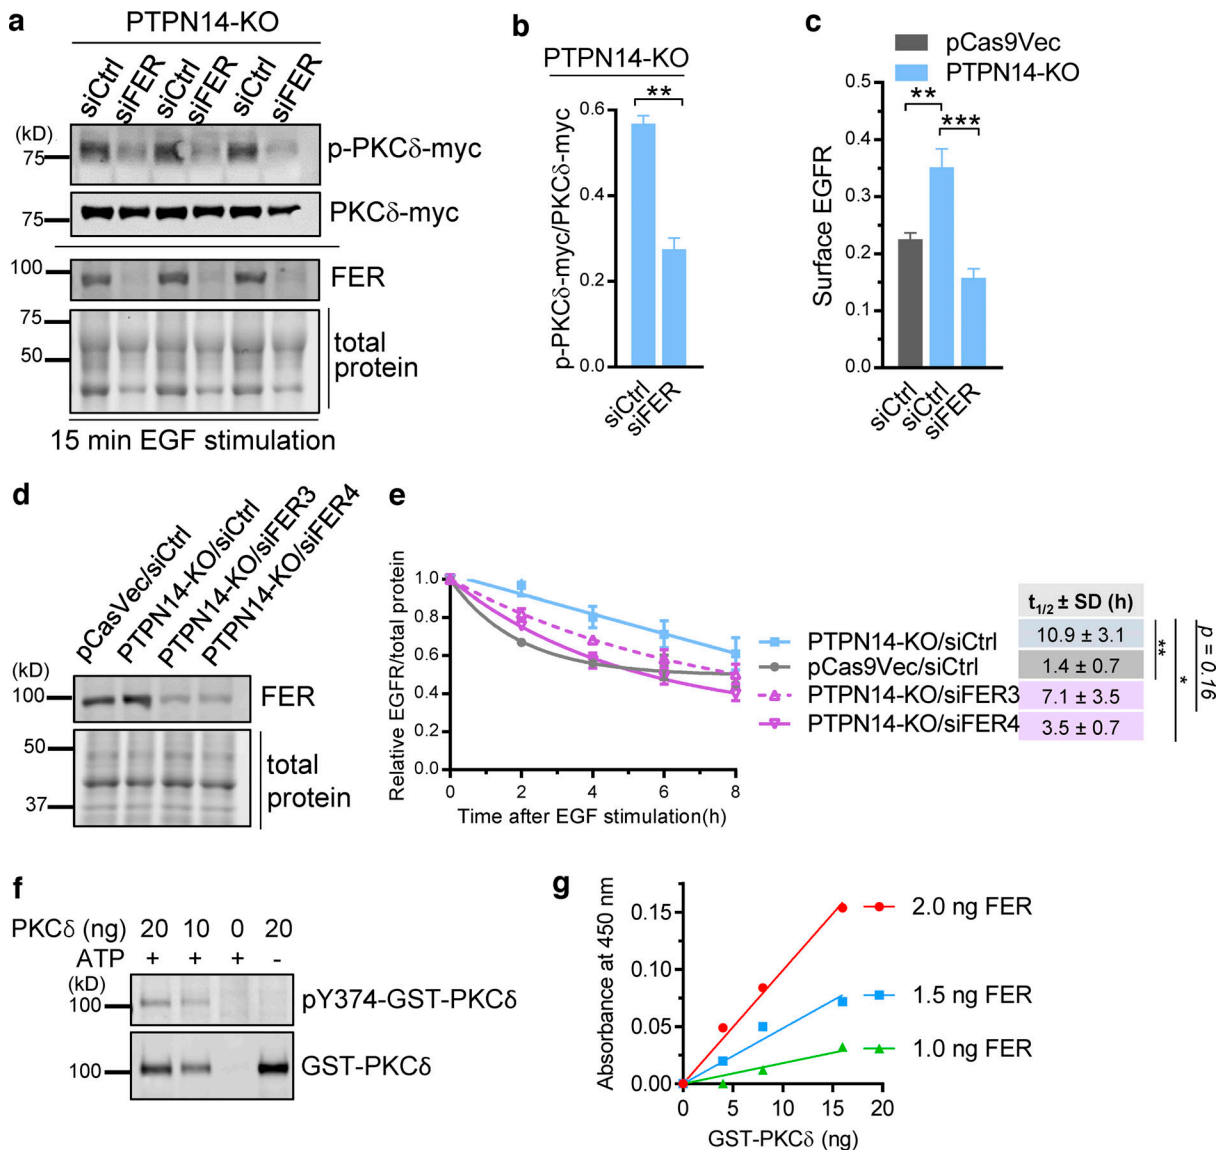 a
PTPN14-KO
siCtrl siFER siCtrl siFER siCtrl siFER
(kD)
75
p-PKCδ-myc
75
PKCδ-myc
100
FER
75
50
total
protein
15 min EGF stimulation
b
PTPN14-KO
**
p-PKCδ-myc/PKCδ-myc
0.6
0.4
0.2
0.0
siCtrl
siFER
c
pCas9Vec
PTPN14-KO
Surface EGFR
0.5
0.4
0.3
0.2
0.1
0
**
***
siCtrl
siCtrl
siFER
d
pCasVec/siCtrl
PTPN14-KO/siCtrl
PTPN14-KO/siFER3
PTPN14-KO/siFER4
(kD)
100
FER
50
37
total
protein
e
Relative EGFR/total protein
1.0
0.8
0.6
0.4
0.2
0.0
0 2 4 6 8
Time after EGF stimulation(h)
PTPN14-KO/siCtrl
pCas9Vec/siCtrl
PTPN14-KO/siFER3
PTPN14-KO/siFER4
t1/2 ± SD (h)
10.9 ± 3.1
1.4 ± 0.7
7.1 ± 3.5
3.5 ± 0.7
**
*
p = 0.16
f
PKCδ (ng) 20 10 0 20
ATP + + + -
(kD)
100
pY374-GST-PKCδ
100
GST-PKCδ
g
Absorbance at 450 nm
0.15
0.10
0.05
0.00
0 5 10 15 20
GST-PKCδ (ng)
2.0 ng FER
1.5 ng FER
1.0 ng FER